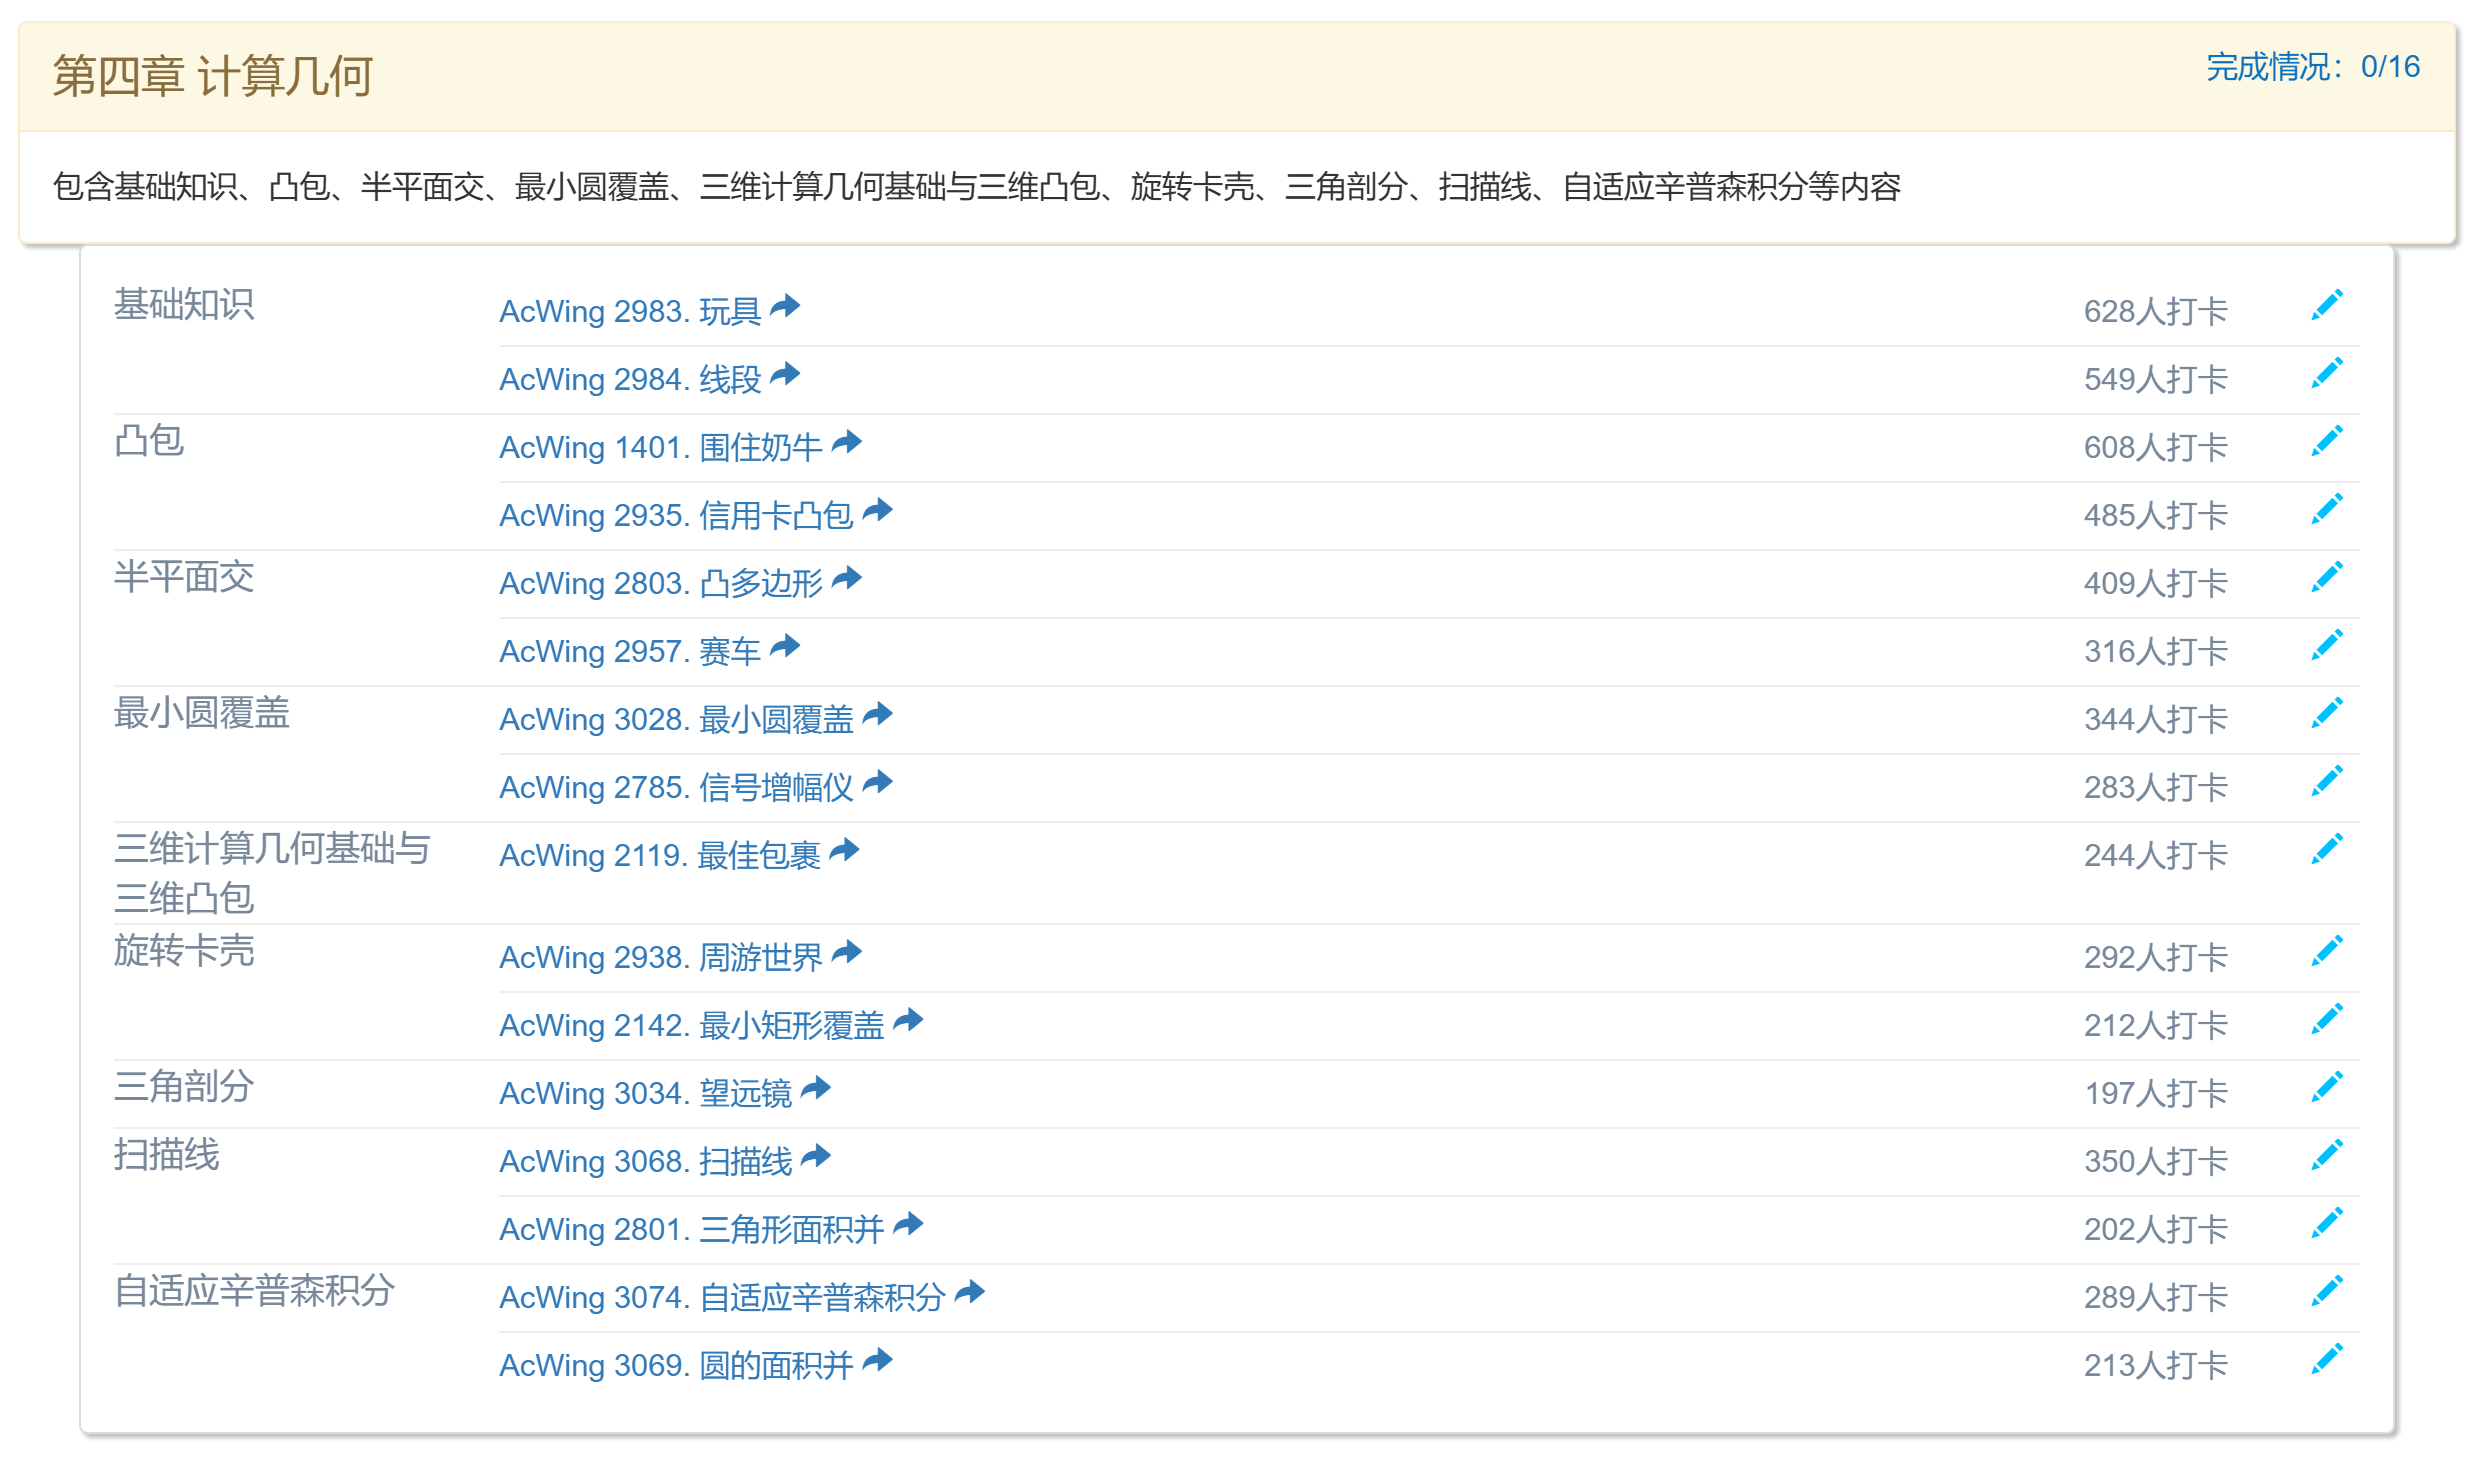 第四章 计算几何
完成情况：0/16
包含基础知识、凸包、半平面交、最小圆覆盖、三维计算几何基础与三维凸包、旋转卡壳、三角剖分、扫描线、自适应辛普森积分等内容
基础知识 AcWing 2983. 玩具 628人打卡
AcWing 2984. 线段 549人打卡
凸包 AcWing 1401. 围住奶牛 608人打卡
AcWing 2935. 信用卡凸包 485人打卡
半平面交 AcWing 2803. 凸多边形 409人打卡
AcWing 2957. 赛车 316人打卡
最小圆覆盖 AcWing 3028. 最小圆覆盖 344人打卡
AcWing 2785. 信号增幅仪 283人打卡
三维计算几何基础与 AcWing 2119. 最佳包裹 244人打卡
三维凸包
旋转卡壳 AcWing 2938. 周游世界 292人打卡
AcWing 2142. 最小矩形覆盖 212人打卡
三角剖分 AcWing 3034. 望远镜 197人打卡
扫描线 AcWing 3068. 扫描线 350人打卡
AcWing 2801. 三角形面积并 202人打卡
自适应辛普森积分 AcWing 3074. 自适应辛普森积分 289人打卡
AcWing 3069. 圆的面积并 213人打卡